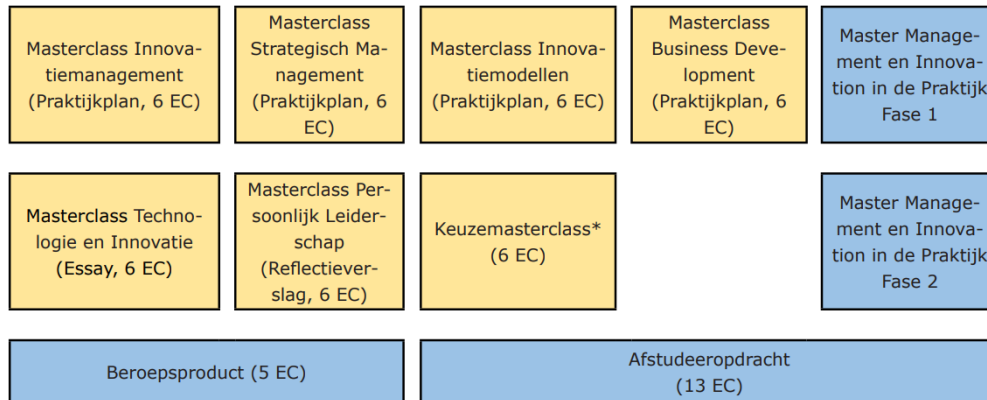 Masterclass Innova-
tiemanagement
(Praktijkplan, 6 EC)
Masterclass
Strategisch Ma-
nagement
(Praktijkplan, 6
EC)
Masterclass Innova-
tiemodellen
(Praktijkplan, 6 EC)
Masterclass
Business Deve-
lopment
(Praktijkplan, 6
EC)
Master Manage-
ment en Innova-
tion in de Praktijk
Fase 1
Masterclass Techno-
logie en Innovatie
(Essay, 6 EC)
Masterclass Per-
soonlijk Leider-
schap
(Reflectiever-
slag, 6 EC)
Keuzemasterclass*
(6 EC)
Master Manage-
ment en Innova-
tion in de Praktijk
Fase 2
Beroepsproduct (5 EC)
Afstudeeropdracht
(13 EC)